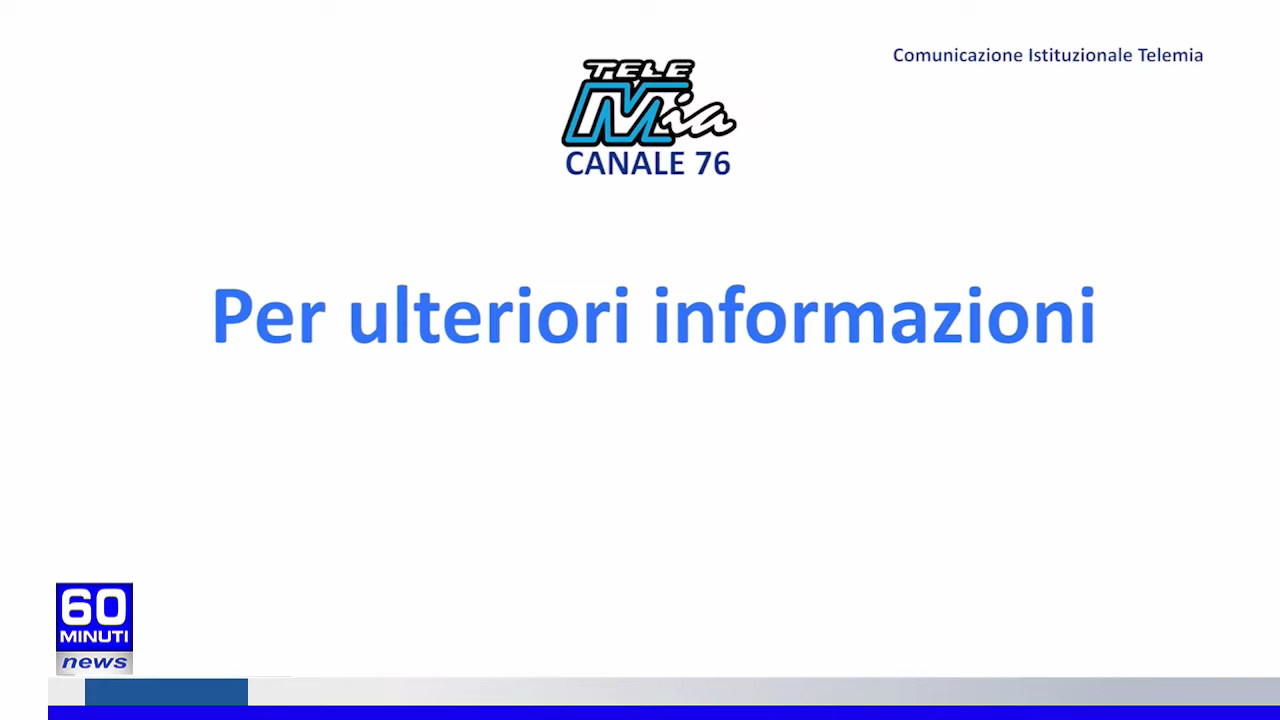 Comunicazione Istituzionale Telemia
TELE
Mia
CANALE 76
Per ulteriori informazioni
60
MINUTI
news